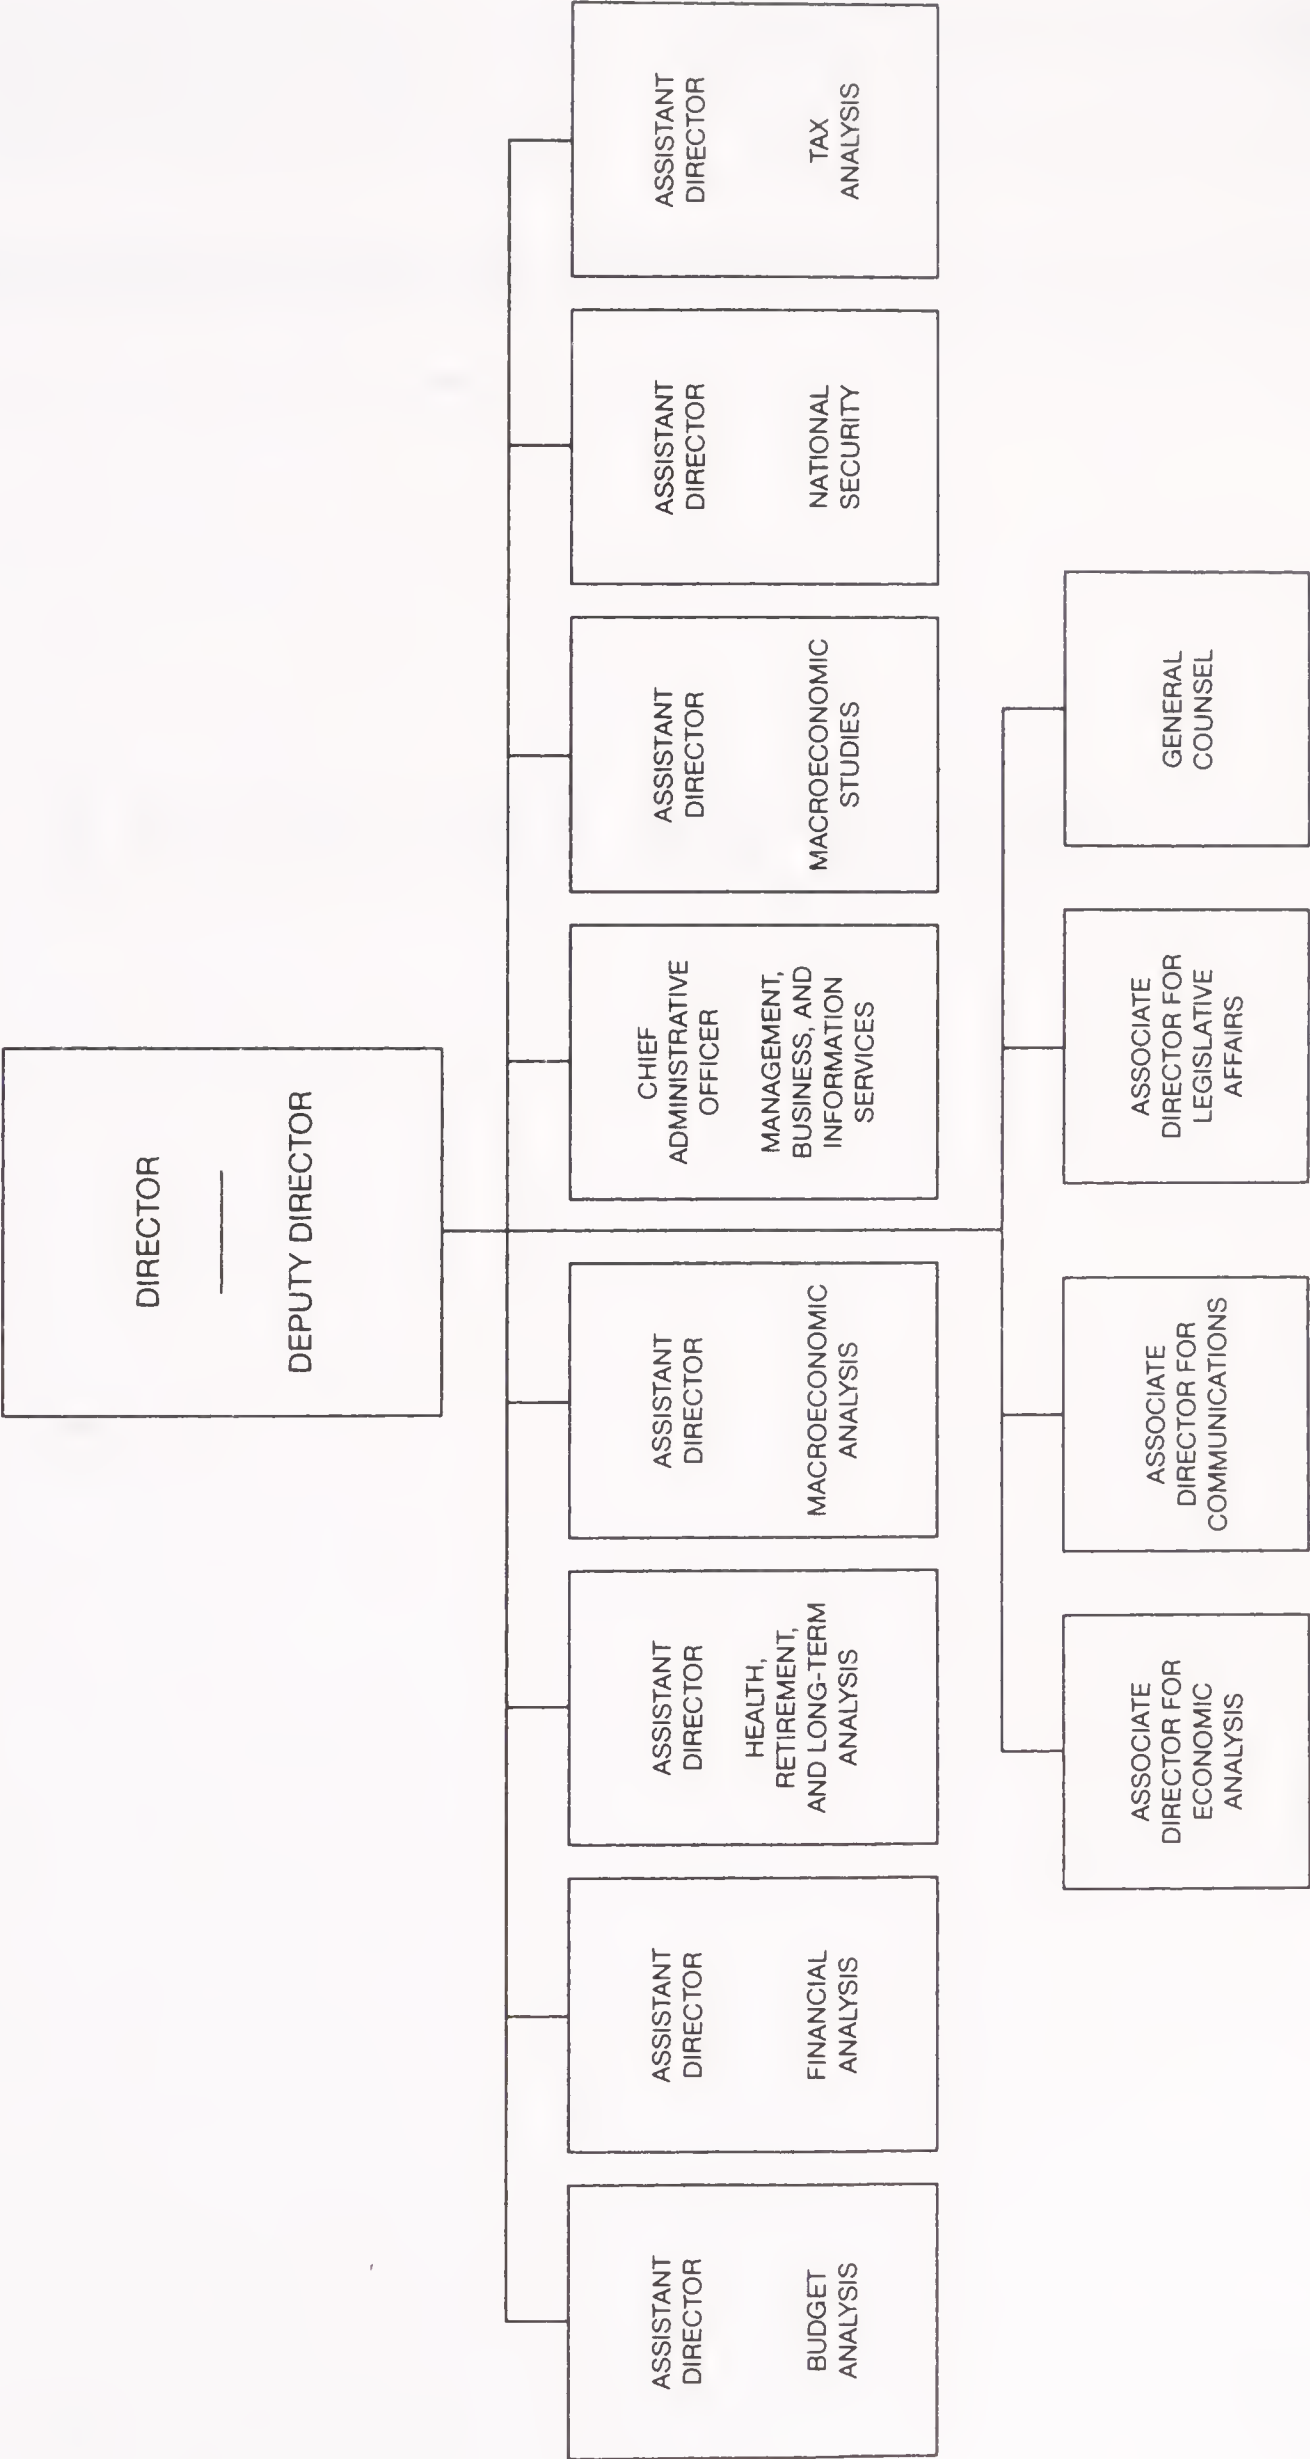 DIRECTOR
DEPUTY DIRECTOR
ASSISTANT
DIRECTOR
BUDGET
ANALYSIS
ASSISTANT
DIRECTOR
FINANCIAL
ANALYSIS
ASSISTANT
DIRECTOR
HEALTH,
RETIREMENT,
AND LONG-TERM
ANALYSIS
ASSISTANT
DIRECTOR
MACROECONOMIC
ANALYSIS
CHIEF
ADMINISTRATIVE
OFFICER
MANAGEMENT,
BUSINESS, AND
INFORMATION
SERVICES
ASSISTANT
DIRECTOR
MACROECONOMIC
STUDIES
ASSISTANT
DIRECTOR
NATIONAL
SECURITY
ASSISTANT
DIRECTOR
TAX
ANALYSIS
ASSOCIATE
DIRECTOR FOR
ECONOMIC
ANALYSIS
ASSOCIATE
DIRECTOR FOR
COMMUNICATIONS
ASSOCIATE
DIRECTOR FOR
LEGISLATIVE
AFFAIRS
GENERAL
COUNSEL